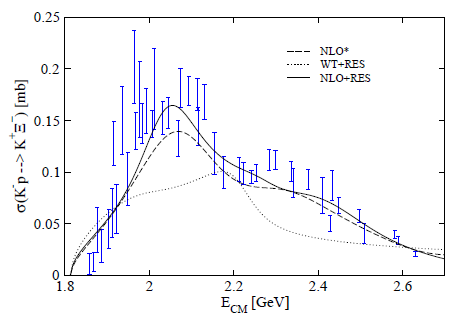 0.25
0.2
0.15
0.1
0.05
0
σ(K⁻p --> K⁺Ξ⁻) [mb]
NLO*
WT+RES
NLO+RES
1.8 2 2.2 2.4 2.6
E_CM [GeV]